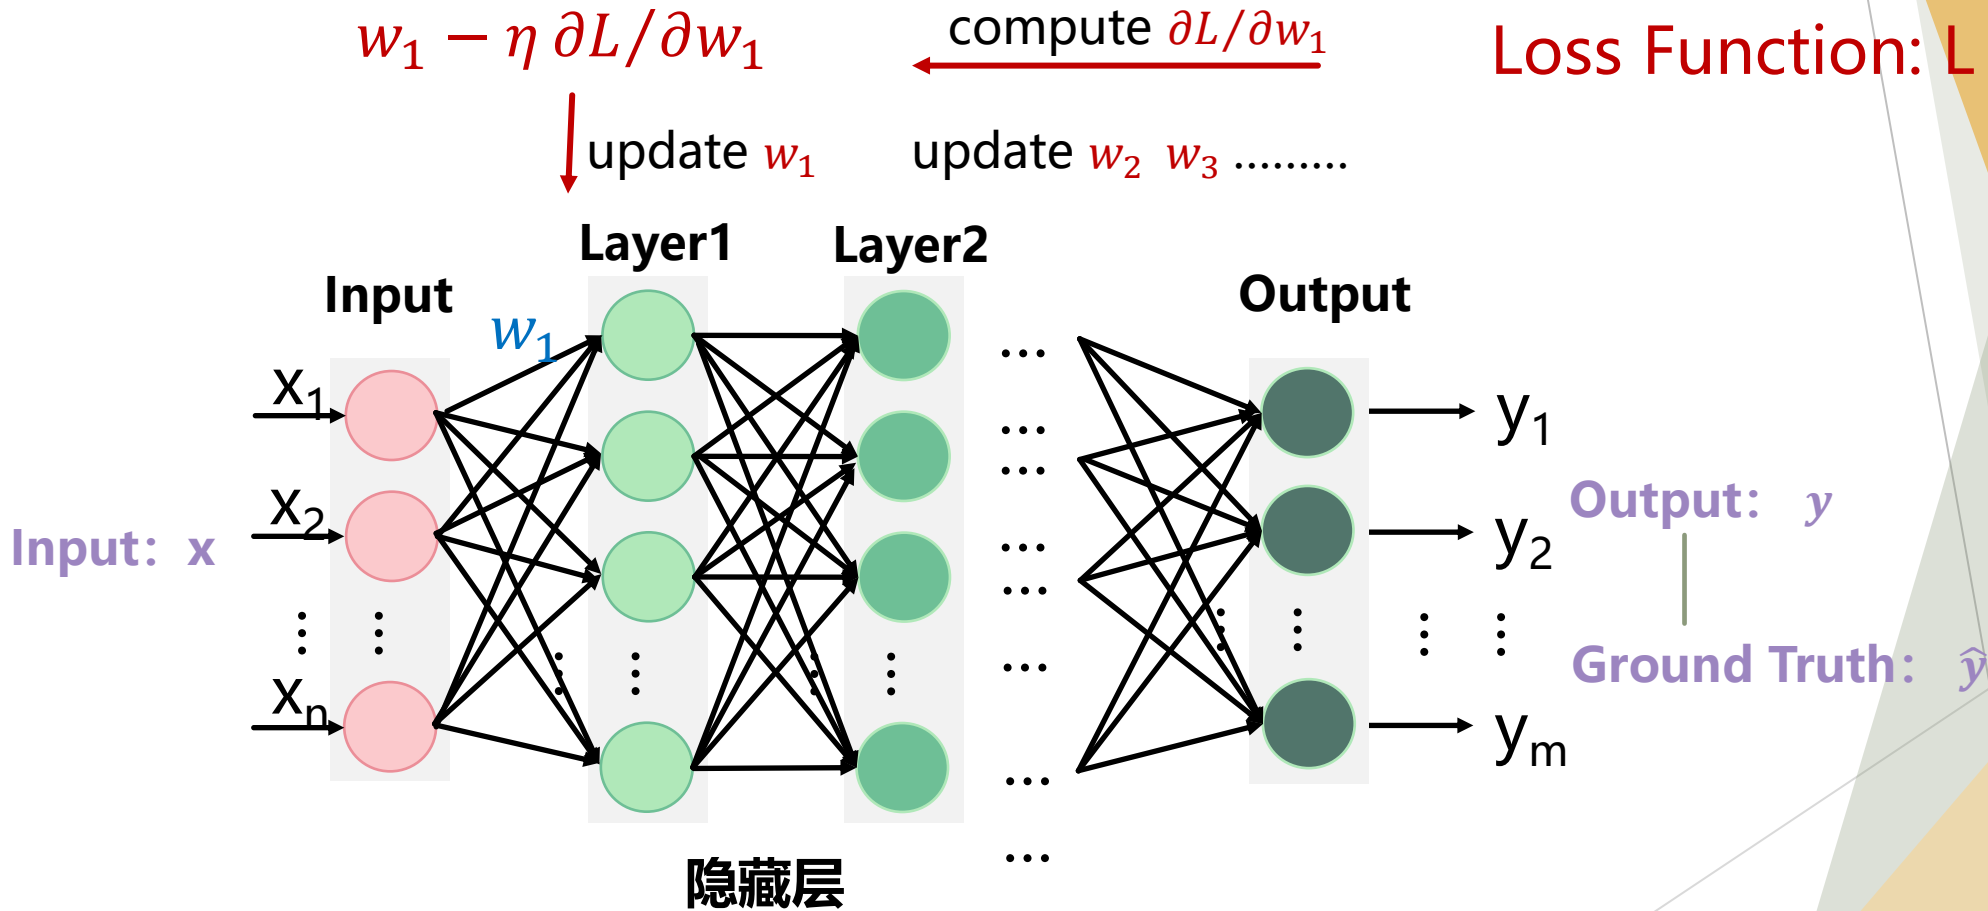 w₁ − η ∂L/∂w₁
compute ∂L/∂w₁
Loss Function: L
update w₁
update w₂ w₃ ………
Layer1
Layer2
Input
Output
w₁
x₁
x₂
xₙ
Input：x
…
…
…
…
…
…
…
…
y₁
y₂
yₘ
Output： y
Ground Truth： ŷ
隐藏层